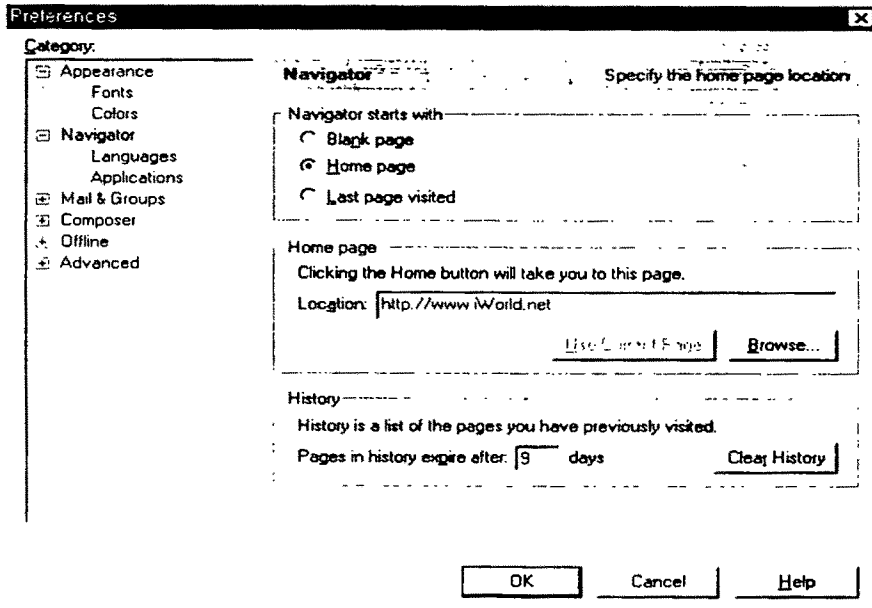 Preferences
Category:
Appearance
Fonts
Colors
Navigator
Languages
Applications
Mail & Groups
Composer
Offline
Advanced
Navigator Specify the home page location
Navigator starts with
Blank page
Home page
Last page visited
Home page
Clicking the Home button will take you to this page.
Location: http://www.iWorld.net
Use Current Page Browse...
History
History is a list of the pages you have previously visited.
Pages in history expire after: 9 days Clear History
OK Cancel Help